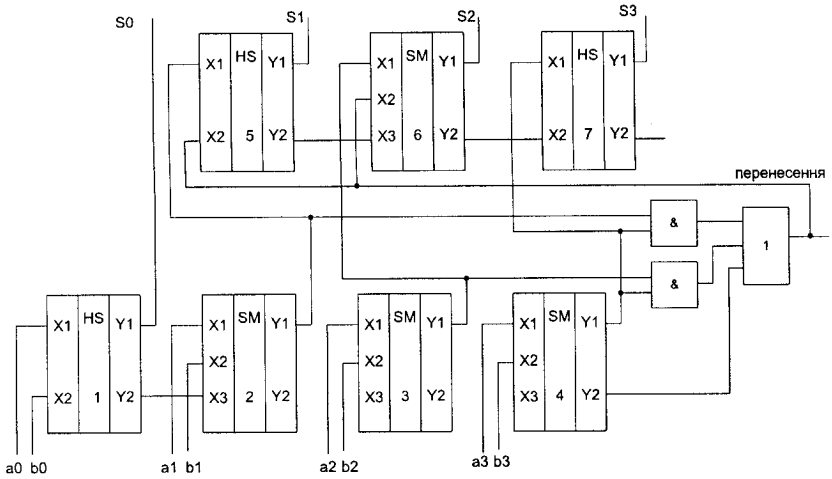 S0 S1 S2 S3
X1 HS Y1
X2 5 Y2
X1 SM Y1
X2
X3 6 Y2
X1 HS Y1
X2 7 Y2
перенесення
&
&
1
X1 HS Y1
X2 1 Y2
X1 SM Y1
X2
X3 2 Y2
X1 SM Y1
X2
X3 3 Y2
X1 SM Y1
X2
X3 4 Y2
a0 b0 a1 b1 a2 b2 a3 b3